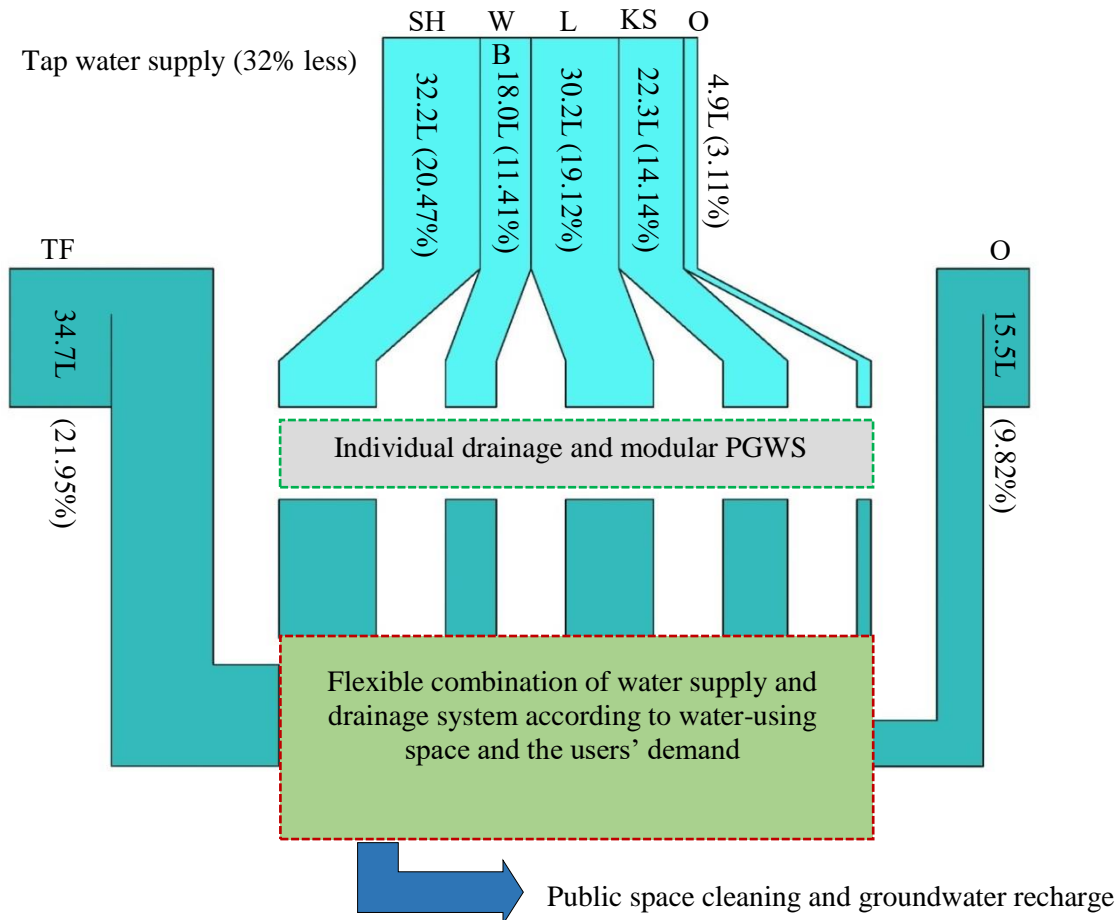 SH
W
B
L
KS
O
Tap water supply (32% less)
32.2L (20.47%)
18.0L (11.41%)
30.2L (19.12%)
22.3L (14.14%)
4.9L (3.11%)
TF
34.7L
(21.95%)
O
15.5L
(9.82%)
Individual drainage and modular PGWS
Flexible combination of water supply and
drainage system according to water-using
space and the users’ demand
Public space cleaning and groundwater recharge